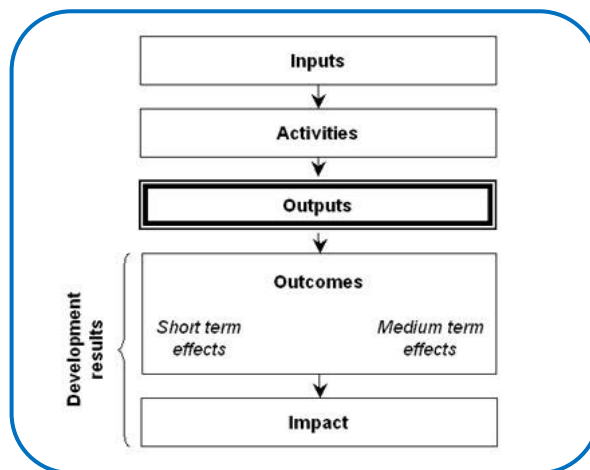 Inputs
Activities
Outputs
Outcomes
Short term
effects
Medium term
effects
Development
results
Impact